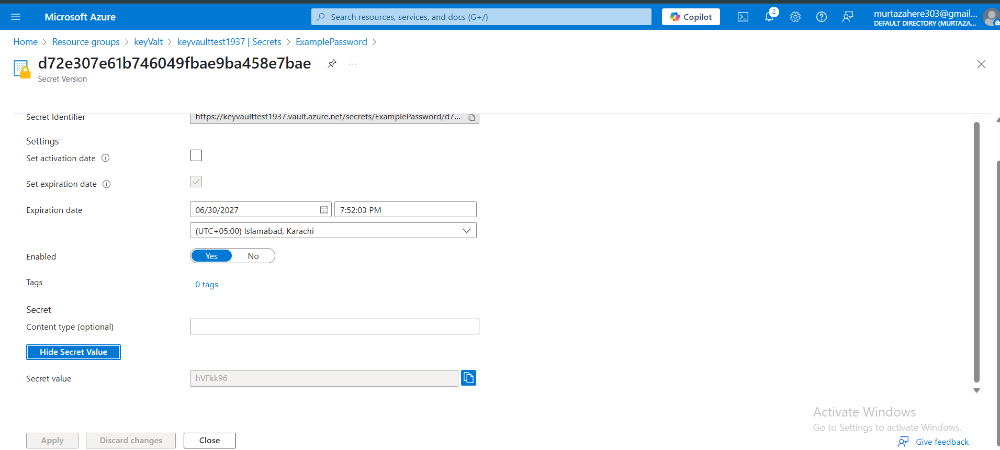 Microsoft Azure
Search resources, services, and docs (G+/)
Copilot
2
murtazahere303@gmail...
DEFAULT DIRECTORY (MURTAZA...
Home > Resource groups > keyValt > keyvaulttest1937 | Secrets > ExamplePassword >
d72e307e61b746049fbae9ba458e7bae
...
Secret Version
Secret Identifier
https://keyvaulttest1937.vault.azure.net/secrets/ExamplePassword/d7...
Settings
Set activation date
Set expiration date
Expiration date
06/30/2027
7:52:03 PM
(UTC+05:00) Islamabad, Karachi
Enabled
Yes
No
Tags
0 tags
Secret
Content type (optional)
Hide Secret Value
Secret value
hVFkk96
Activate Windows
Go to Settings to activate Windows.
Apply
Discard changes
Close
Give feedback